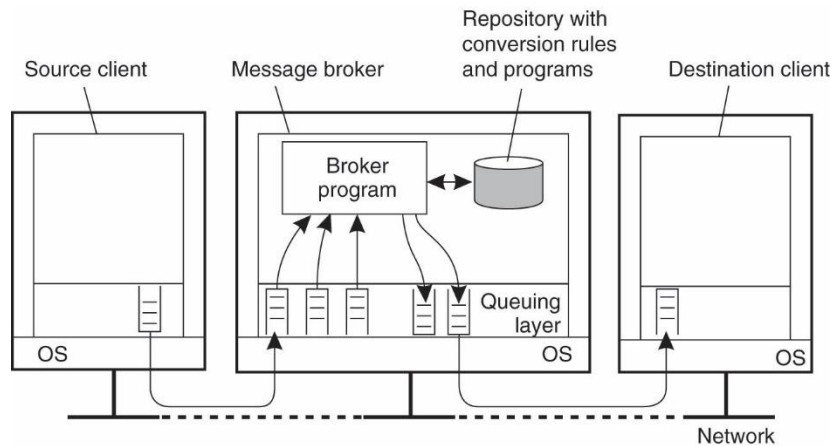 Repository with
conversion rules
and programs
Source client
Message broker
Destination client
Broker
program
Queuing
layer
OS
OS
OS
Network